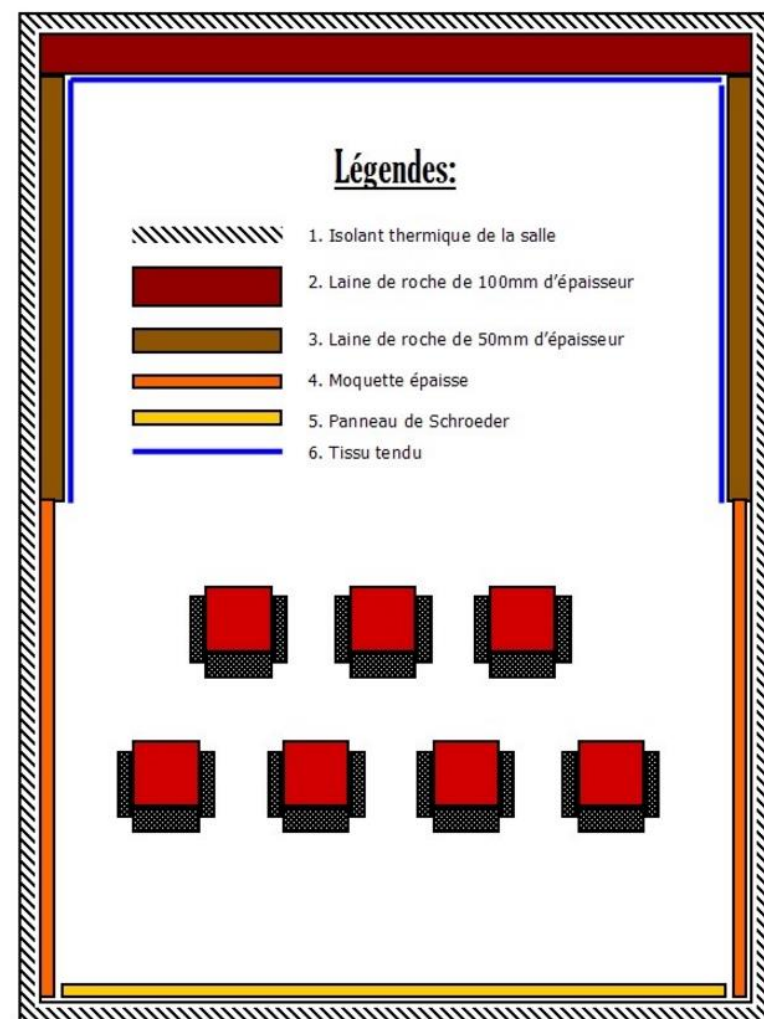 Légendes:
1. Isolant thermique de la salle
2. Laine de roche de 100mm d’épaisseur
3. Laine de roche de 50mm d’épaisseur
4. Moquette épaisse
5. Panneau de Schroeder
6. Tissu tendu